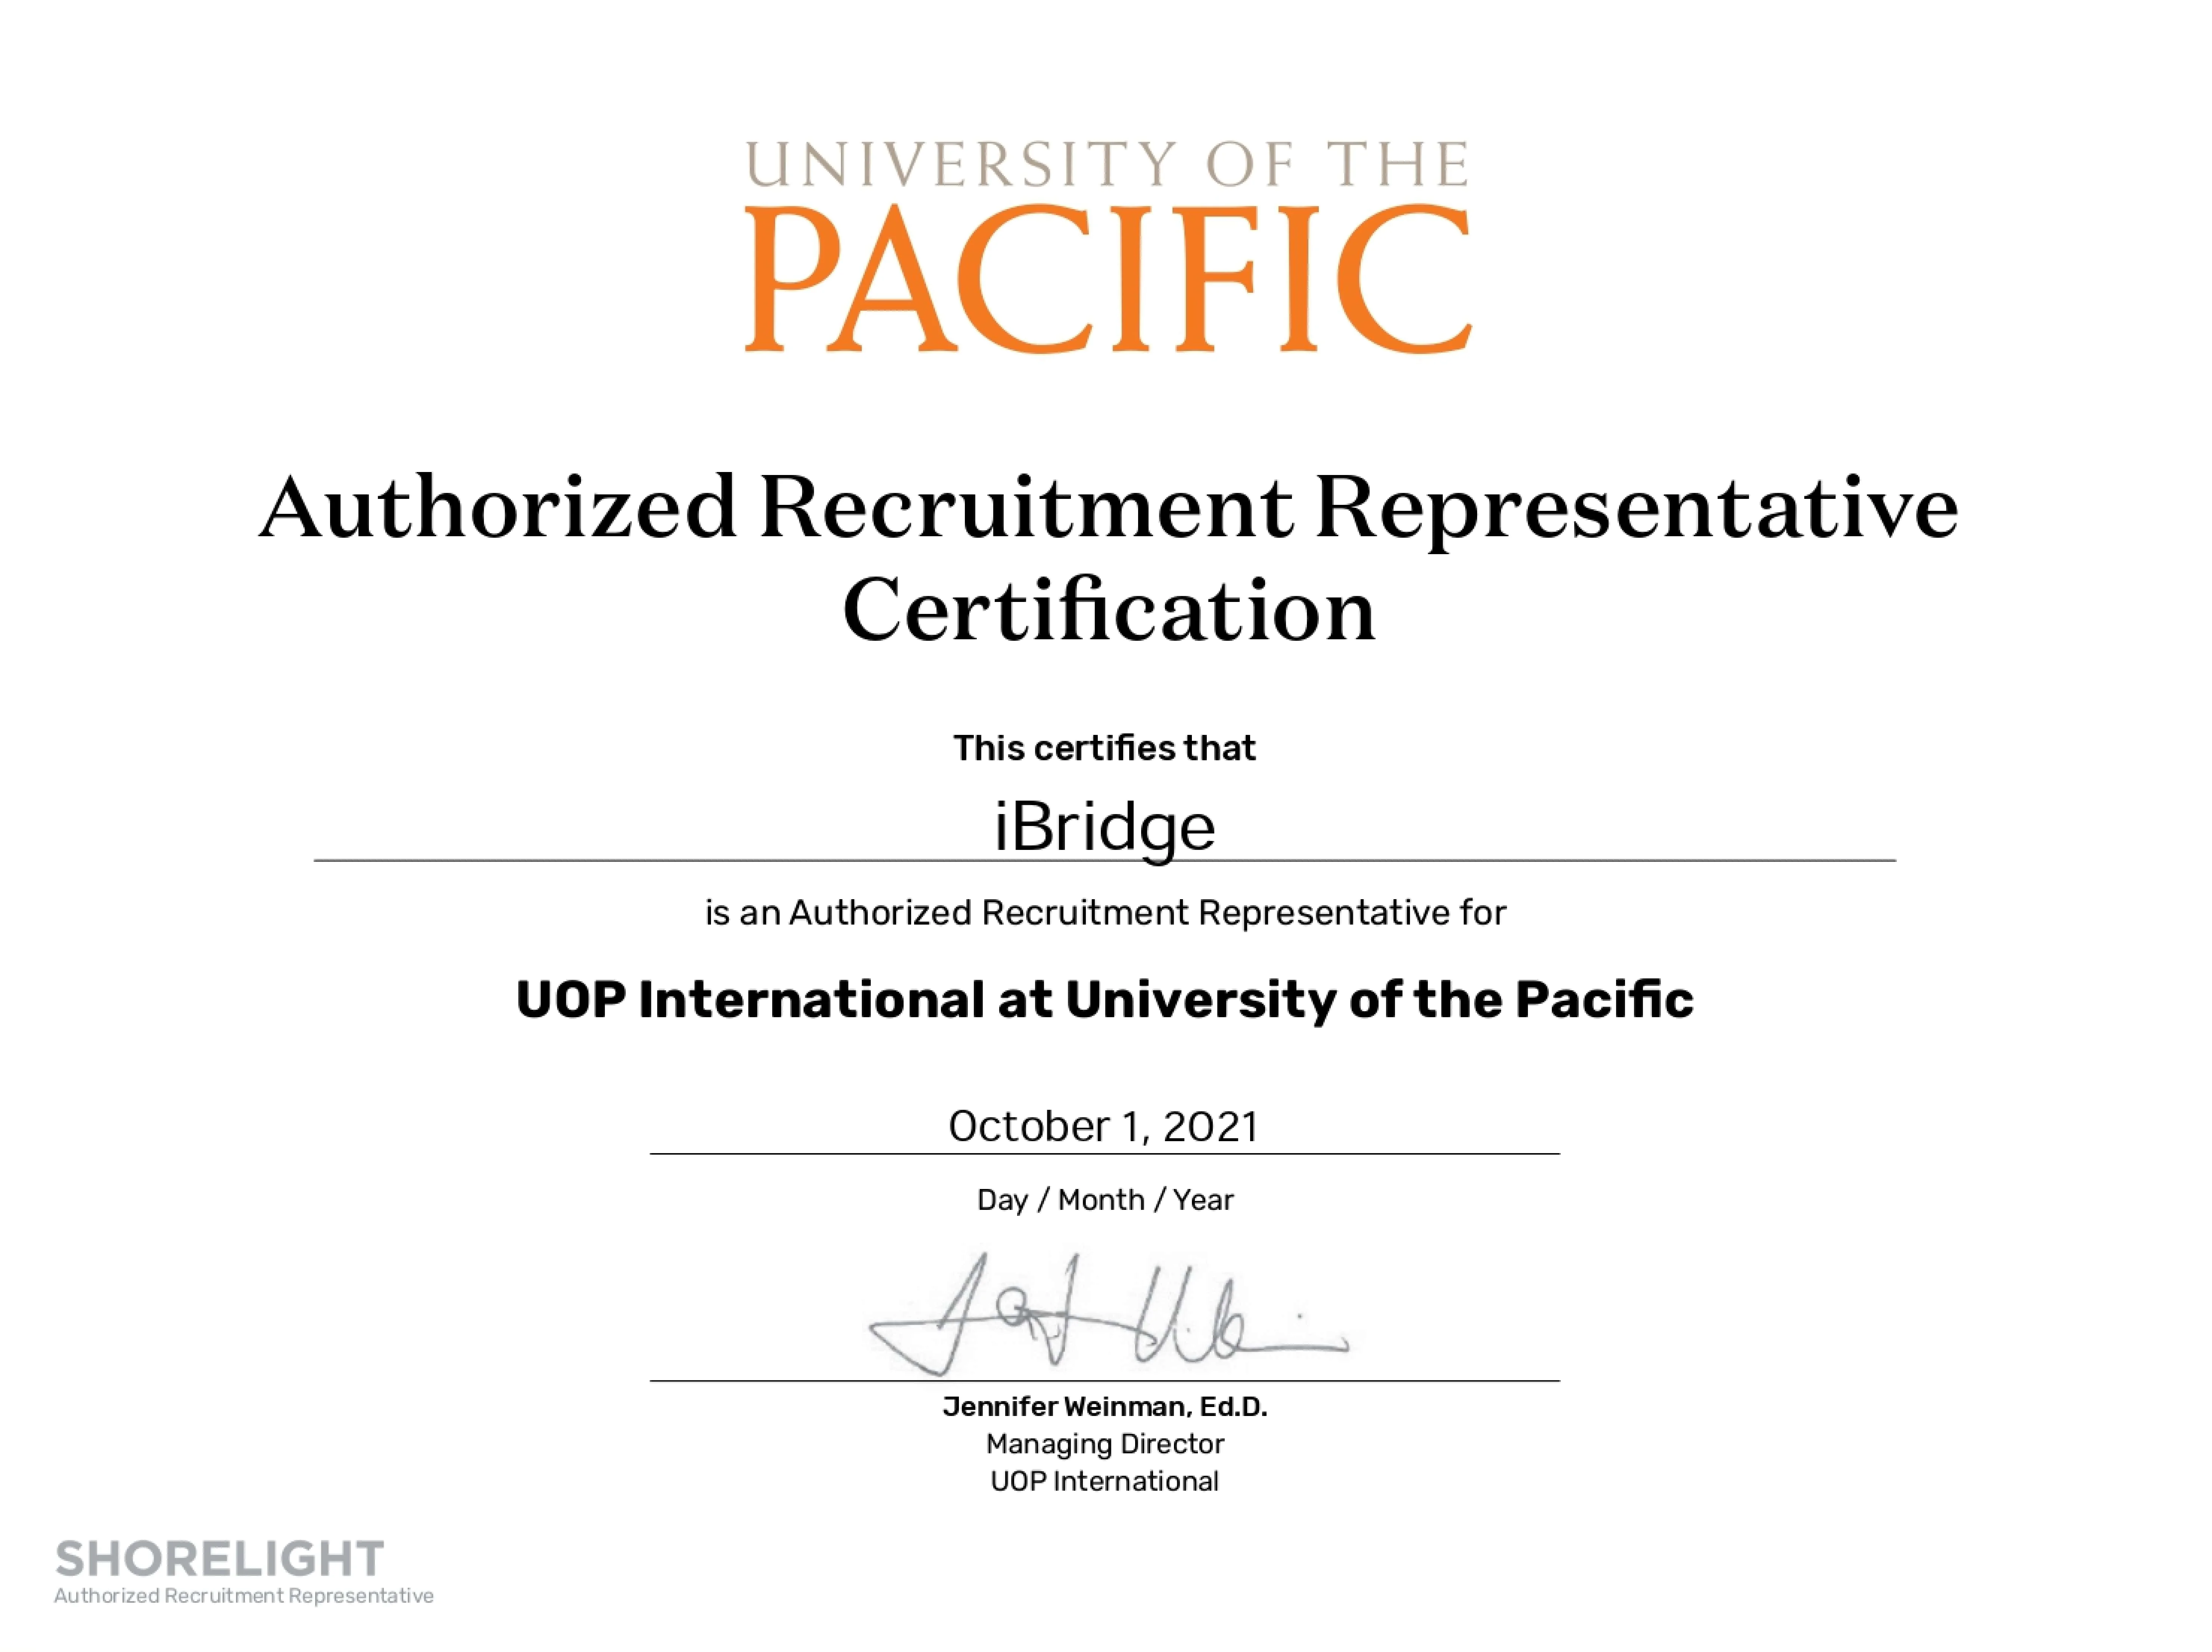 UNIVERSITY OF THE
PACIFIC
Authorized Recruitment Representative
Certification
This certifies that
iBridge
is an Authorized Recruitment Representative for
UOP International at University of the Pacific
October 1, 2021
Day / Month / Year
Jennifer Weinman, Ed.D.
Managing Director
UOP International
SHORELIGHT
Authorized Recruitment Representative